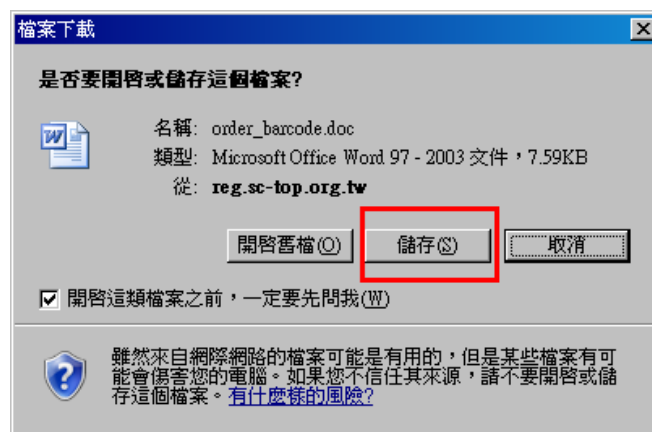 檔案下載
是否要開啓或儲存這個檔案?
名稱: order_barcode.doc
類型: Microsoft Office Word 97 - 2003 文件，7.59KB
從: reg.sc-top.org.tw
開啓舊檔(O) 儲存(S) 取消
開啓這類檔案之前，一定要先問我(W)
雖然來自網際網路的檔案可能是有用的，但是某些檔案有可
能會傷害您的電腦。如果您不信任其來源，請不要開啓或儲
存這個檔案。有什麼樣的風險?